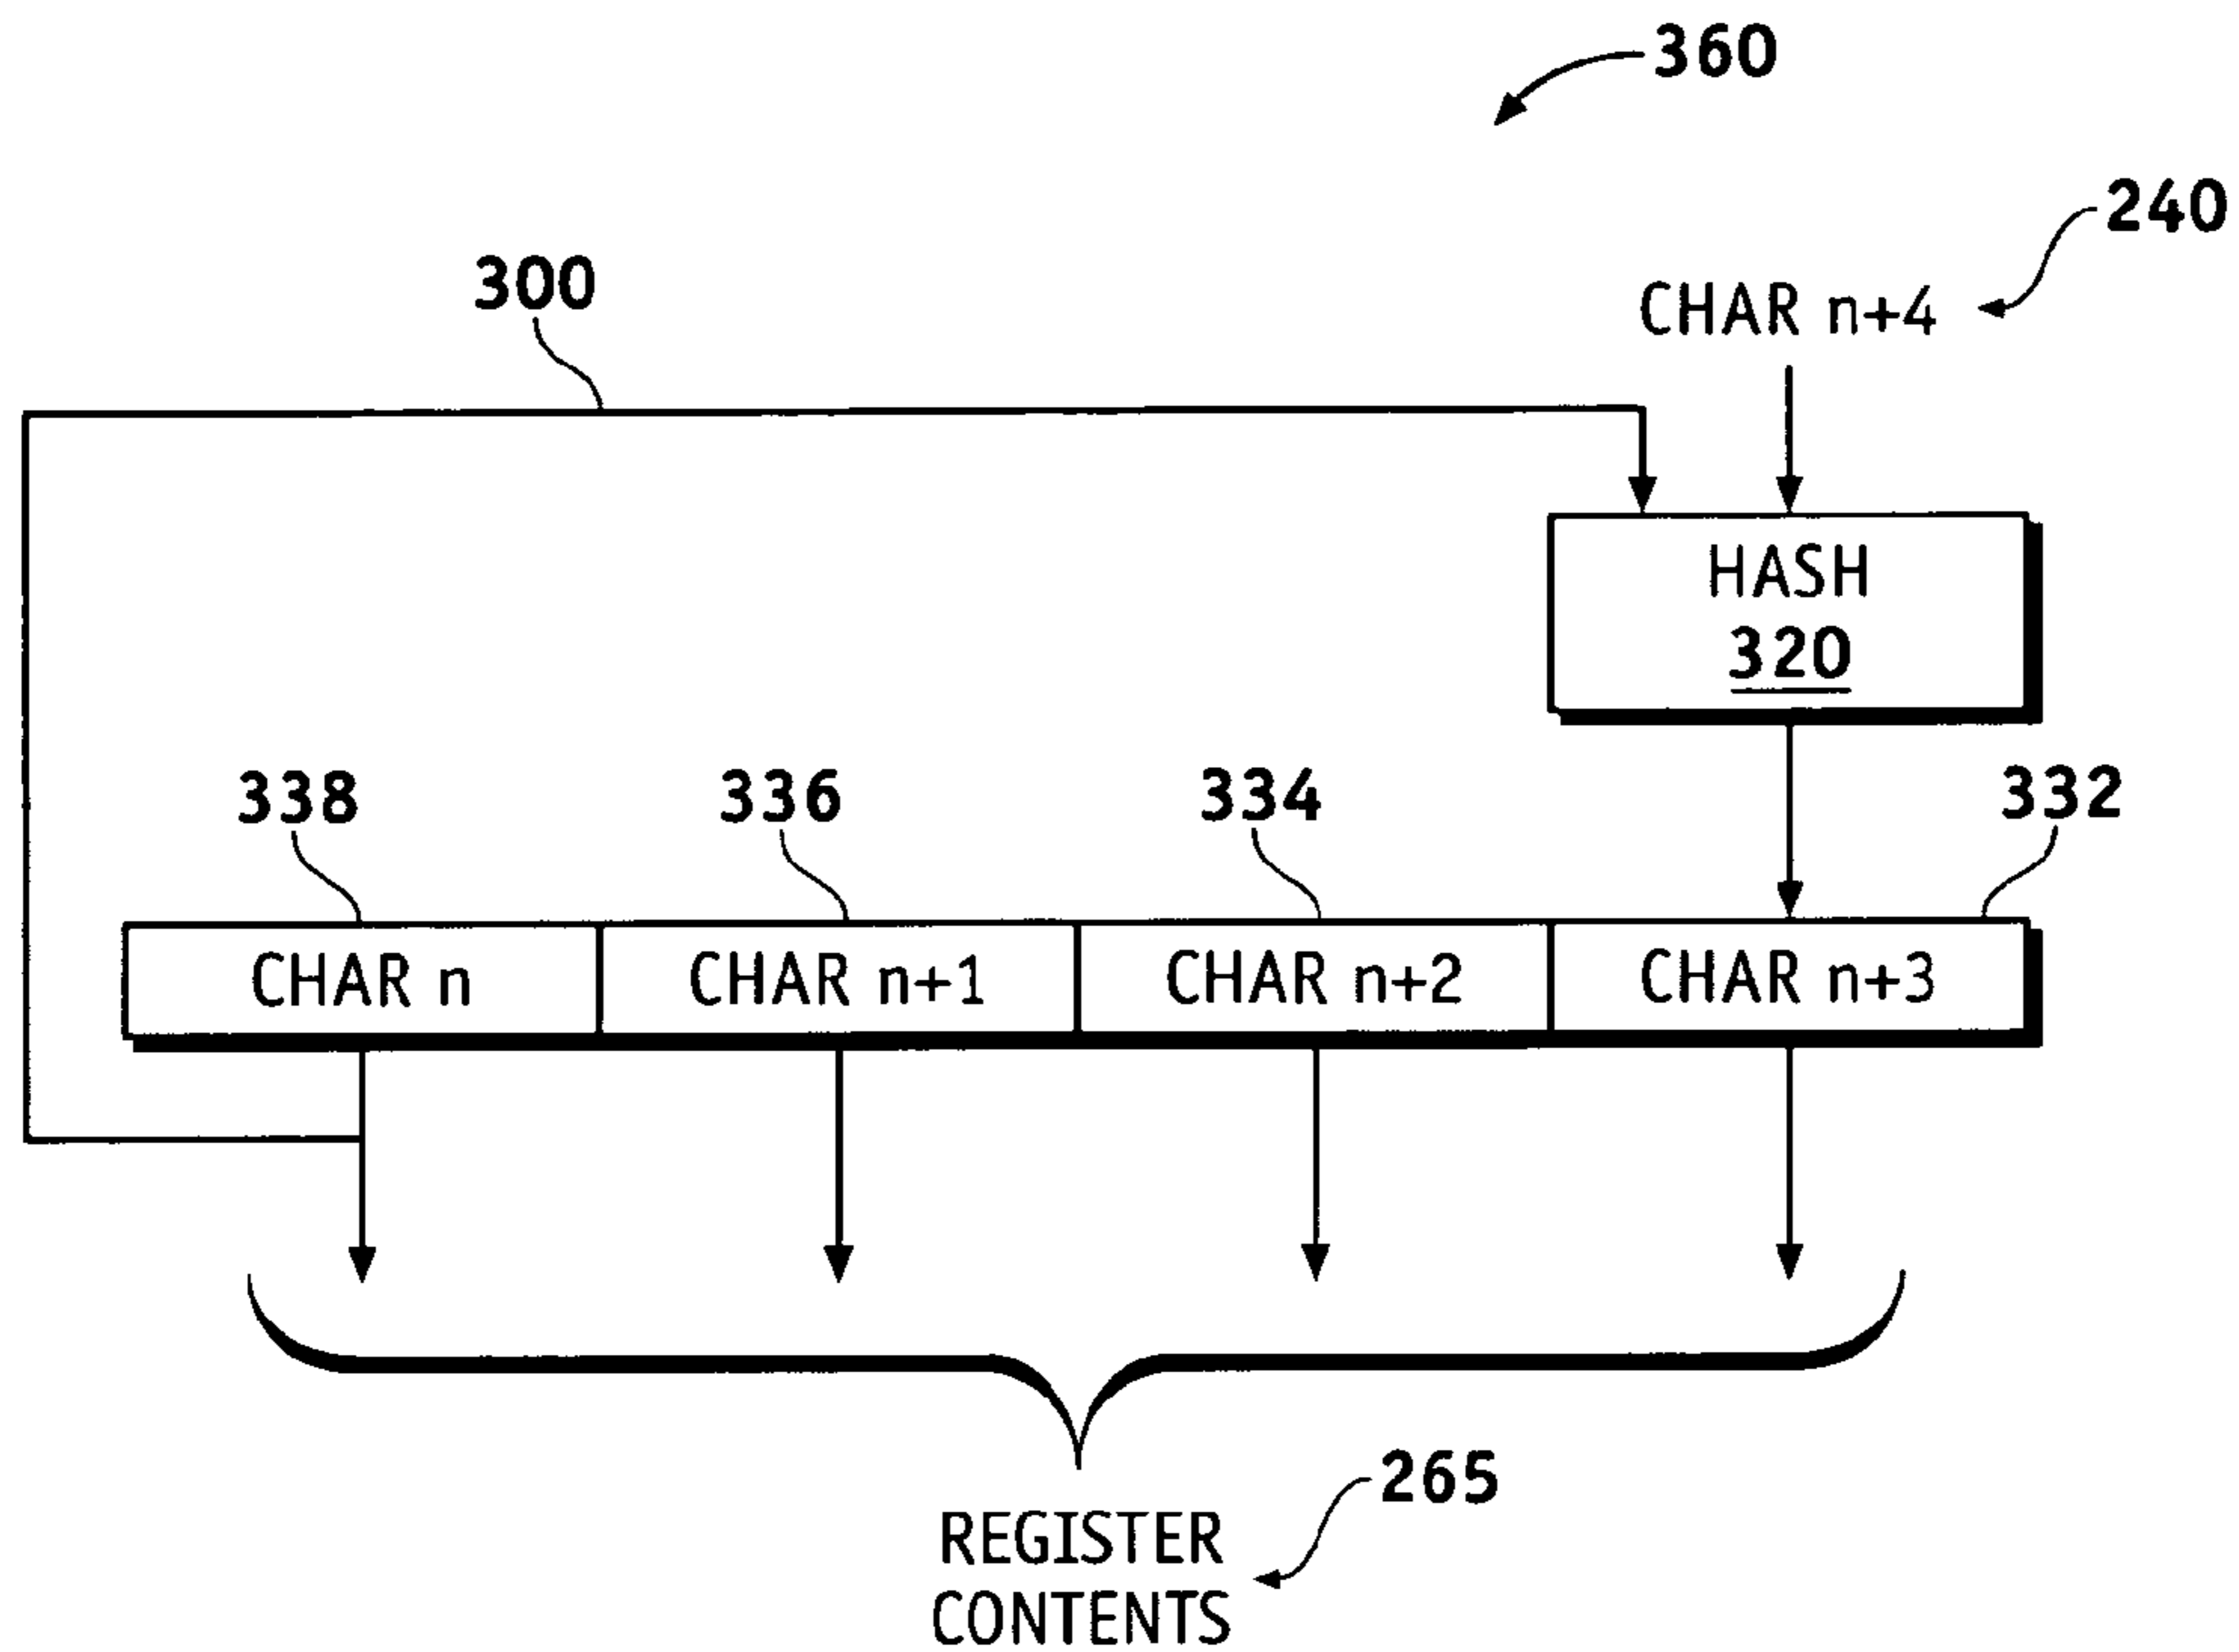 360
240
300
CHAR n+4
HASH
320
338
336
334
332
CHAR n
CHAR n+1
CHAR n+2
CHAR n+3
265
REGISTER
CONTENTS